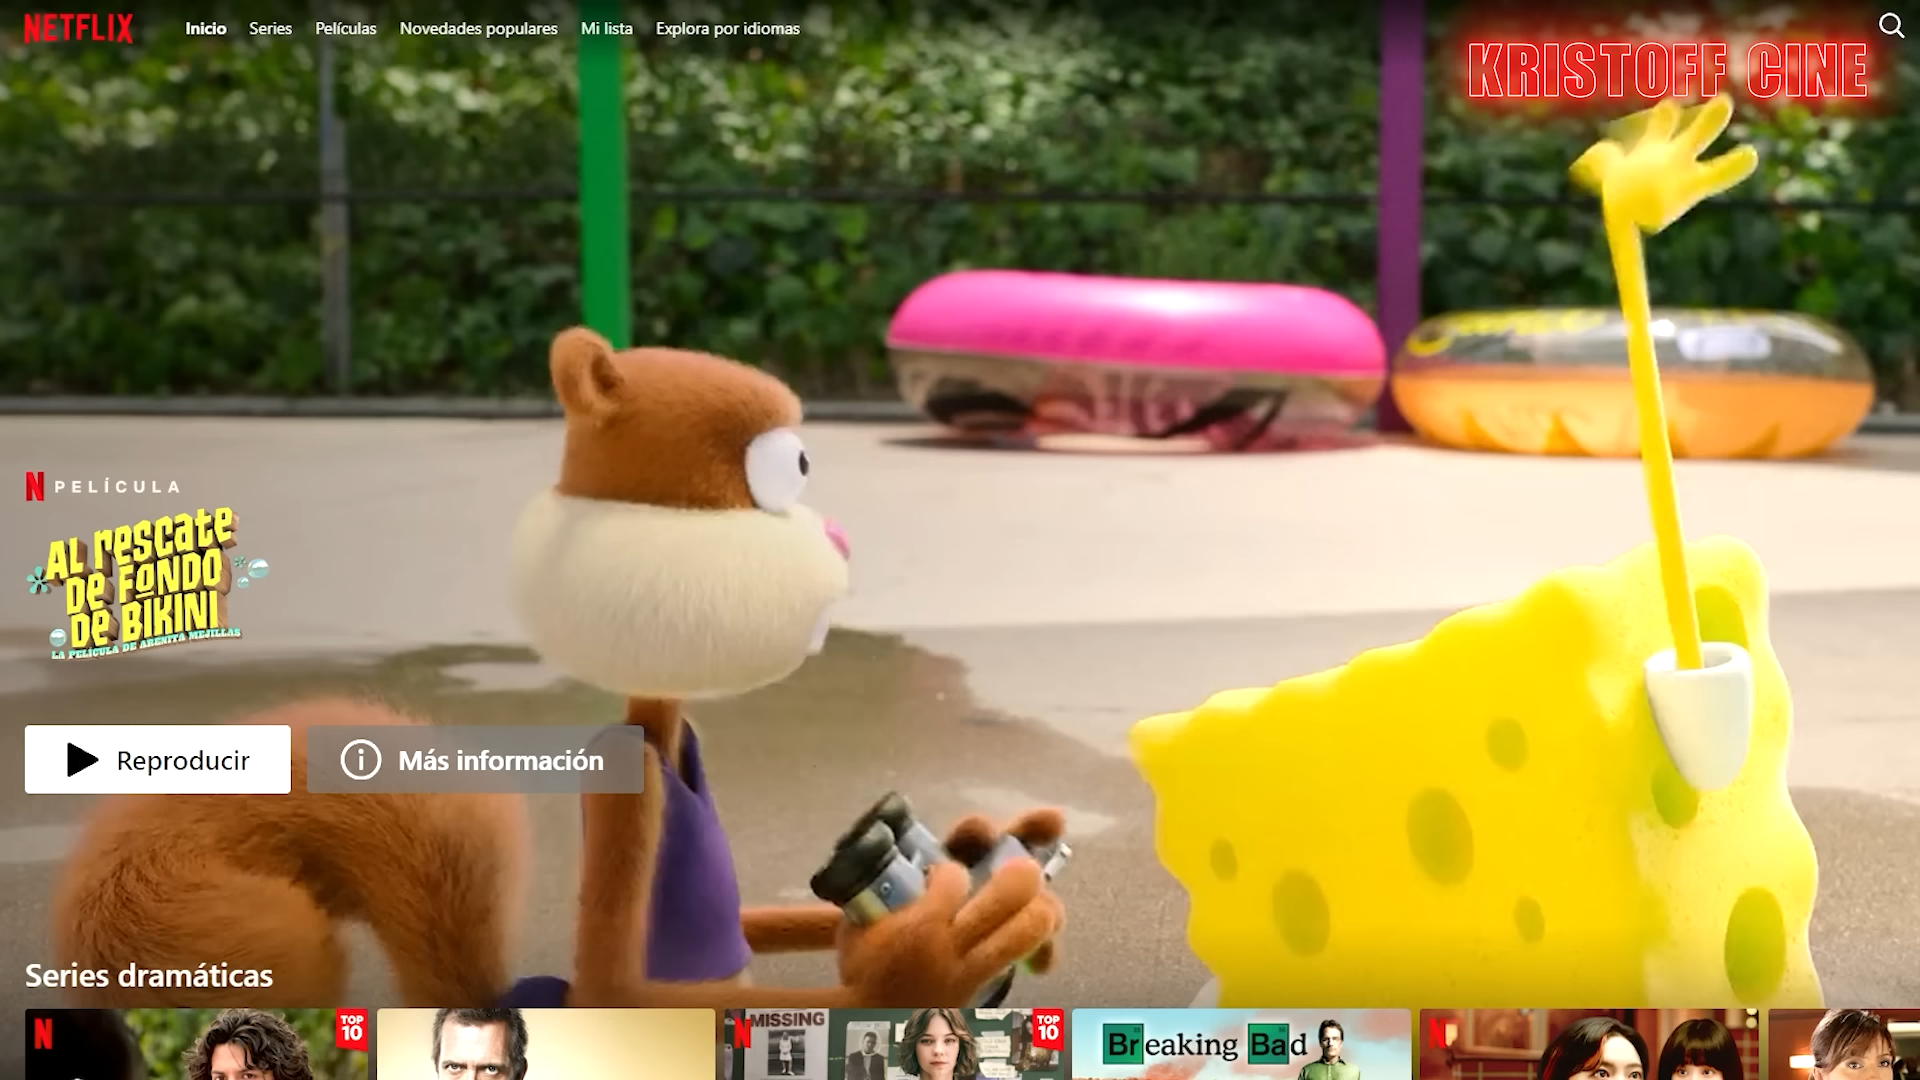 NETFLIX
Inicio Series Películas Novedades populares Mi lista Explora por idiomas
KRISTOFF CINE
N PELÍCULA
AL rescate
DE FONDO
DE BIKINI
LA PELÍCULA DE ARENITA MEJILLAS
Reproducir
Más información
Series dramáticas
N
TOP
10
MISSING
N
TOP
10
Breaking Bad
N